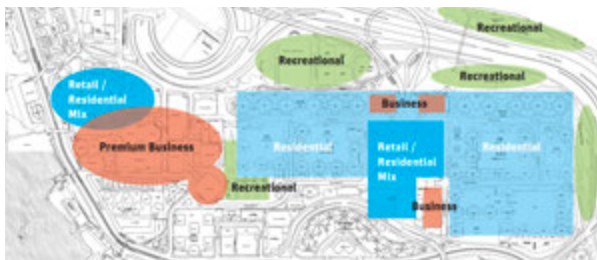 Recreational
Recreational
Recreational
Retail /
Residential
Mix
Business
Premium Business
Residential
Retail /
Residential
Mix
Residential
Recreational
Business